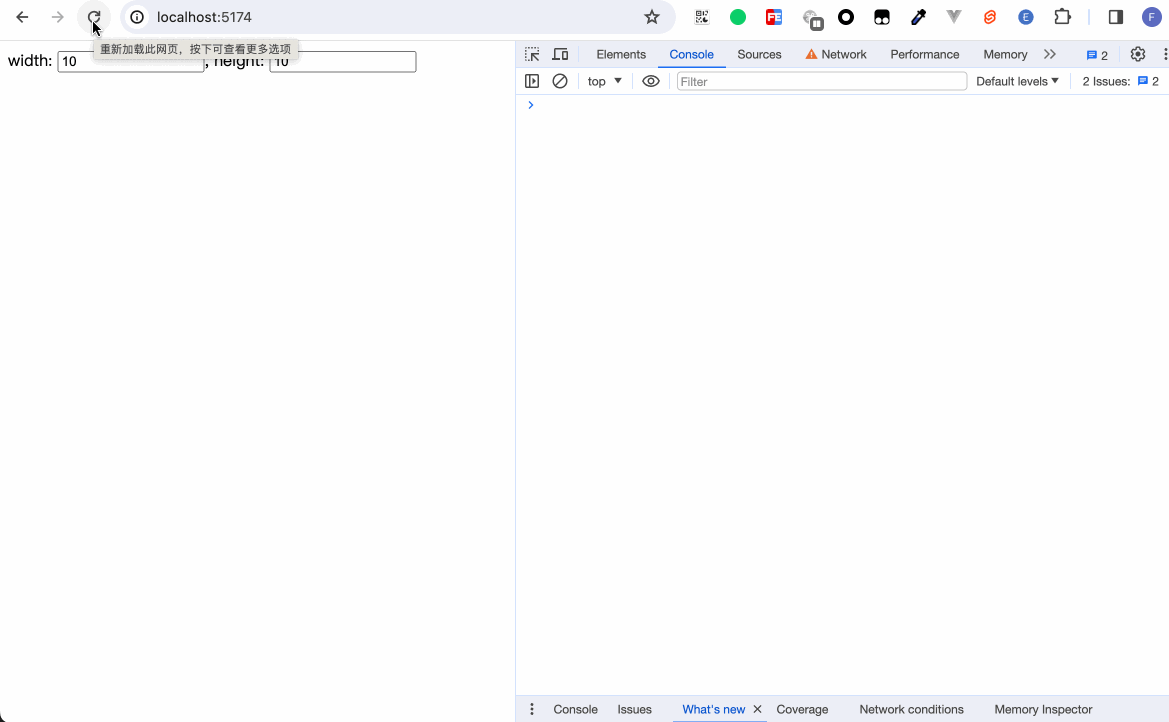 localhost:5174
FE
E
F
重新加载此网页，按下可查看更多选项
width: 10 , height: 10
Elements Console Sources Network Performance Memory 2
top Filter Default levels 2 Issues: 2
Console Issues What's new Coverage Network conditions Memory Inspector